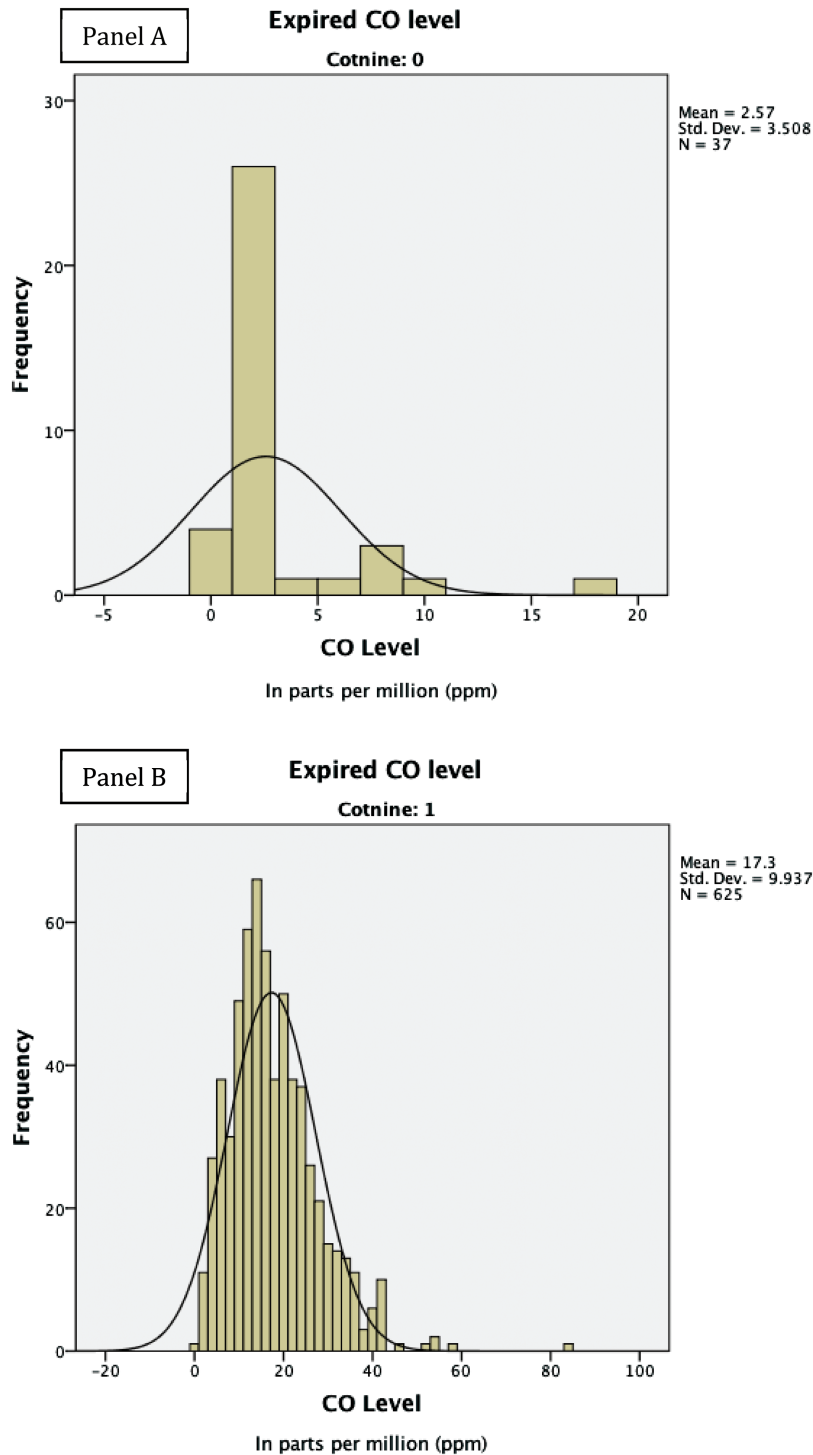 Panel A
Expired CO level
Cotnine: 0
30
20
10
0
Frequency
-5
0
5
10
15
20
CO Level
In parts per million (ppm)
Mean = 2.57
Std. Dev. = 3.508
N = 37
Panel B
Expired CO level
Cotnine: 1
60
40
20
0
Frequency
-20
0
20
40
60
80
100
CO Level
In parts per million (ppm)
Mean = 17.3
Std. Dev. = 9.937
N = 625